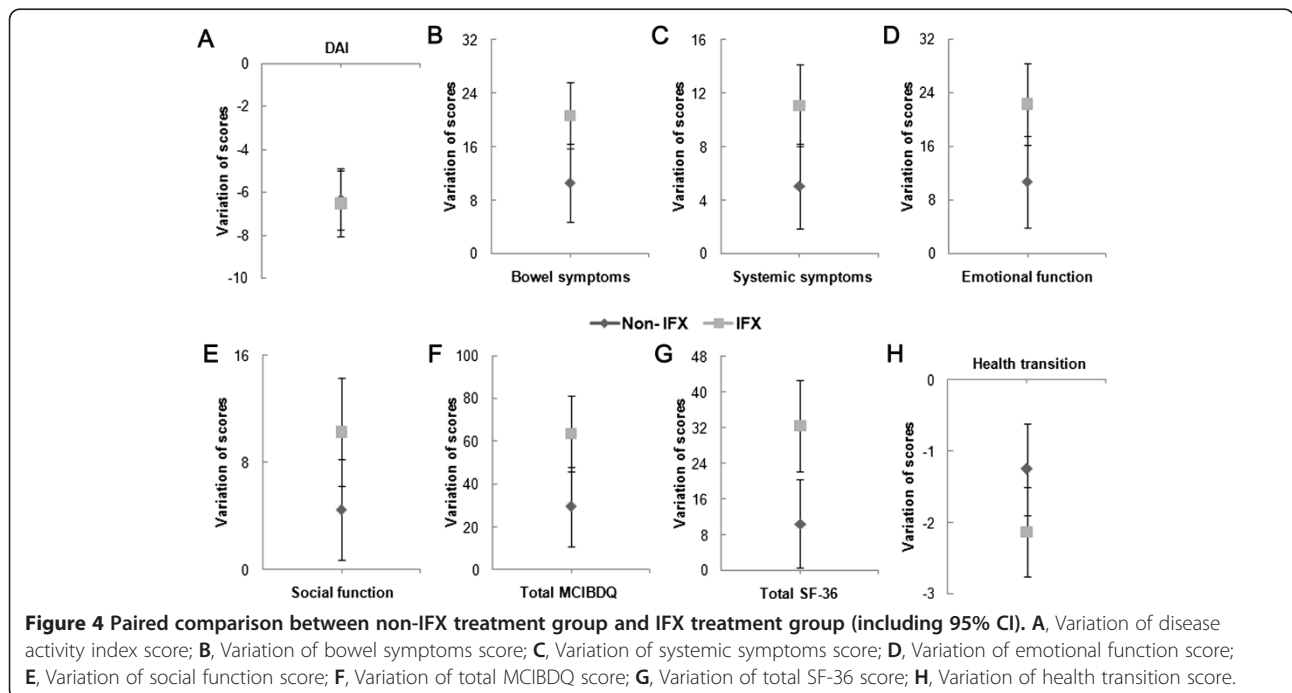 A
DAI
0
-2
-4
-6
-8
-10
Variation of scores
B
32
24
16
8
0
Variation of scores
Bowel symptoms
C
16
12
8
4
0
Variation of scores
Systemic symptoms
D
32
24
16
8
0
Variation of scores
Emotional function
Non- IFX IFX
E
16
8
0
Variation of scores
Social function
F
100
80
60
40
20
0
Variation of scores
Total MCIBDQ
G
48
40
32
24
16
8
0
Variation of scores
Total SF-36
H
Health transition
0
-1
-2
-3
Variation of scores
Figure 4 Paired comparison between non-IFX treatment group and IFX treatment group (including 95% CI). A, Variation of disease
activity index score; B, Variation of bowel symptoms score; C, Variation of systemic symptoms score; D, Variation of emotional function score;
E, Variation of social function score; F, Variation of total MCIBDQ score; G, Variation of total SF-36 score; H, Variation of health transition score.